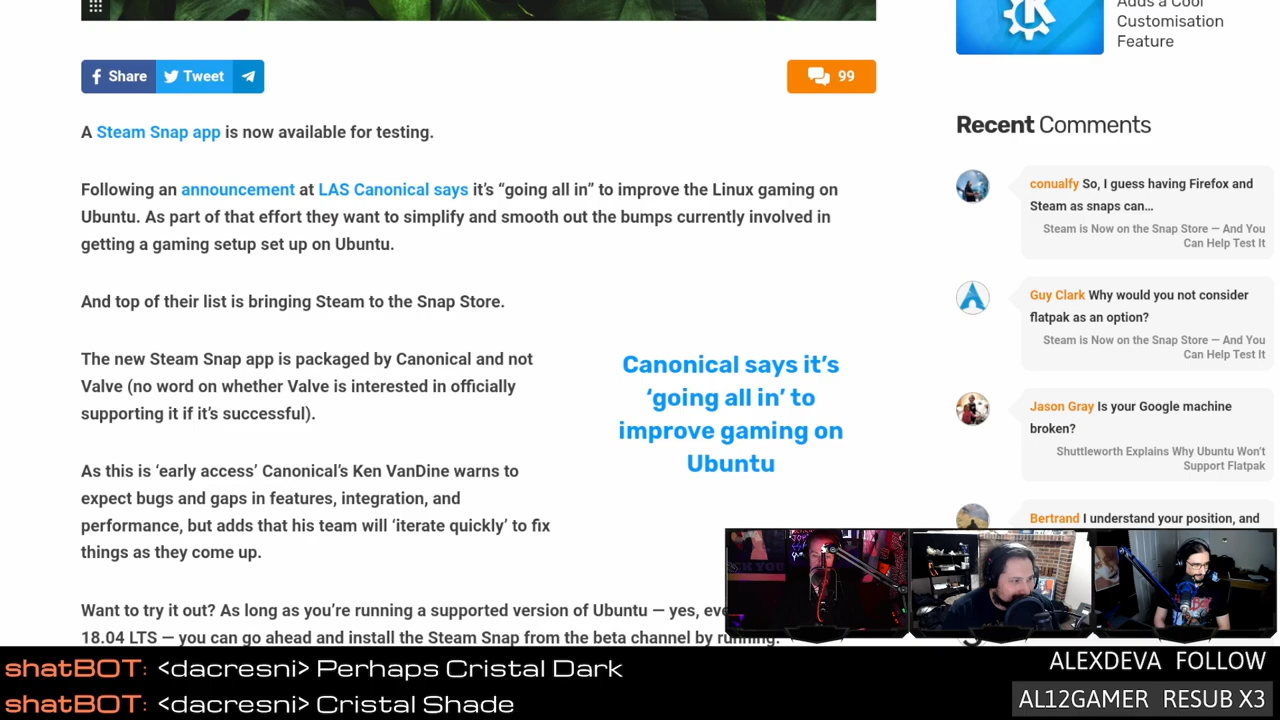 Adds a Cool
Customisation
Feature
Share
Tweet
99
A Steam Snap app is now available for testing.
Following an announcement at LAS Canonical says it’s “going all in” to improve the Linux gaming on
Ubuntu. As part of that effort they want to simplify and smooth out the bumps currently involved in
getting a gaming setup set up on Ubuntu.
And top of their list is bringing Steam to the Snap Store.
The new Steam Snap app is packaged by Canonical and not
Valve (no word on whether Valve is interested in officially
supporting it if it’s successful).
Canonical says it’s
‘going all in’ to
improve gaming on
Ubuntu
As this is ‘early access’ Canonical’s Ken VanDine warns to
expect bugs and gaps in features, integration, and
performance, but adds that his team will ‘iterate quickly’ to fix
things as they come up.
Want to try it out? As long as you’re running a supported version of Ubuntu — yes,
18.04 LTS — you can go ahead and install the Steam Snap from the beta channel by running:
Recent Comments
conualfy So, I guess having Firefox and
Steam as snaps can…
Steam is Now on the Snap Store — And You
Can Help Test It
Guy Clark Why would you not consider
flatpak as an option?
Steam is Now on the Snap Store — And You
Can Help Test It
Jason Gray Is your Google machine
broken?
Shuttleworth Explains Why Ubuntu Won’t
Support Flatpak
Bertrand I understand your position, and
shatBOT: <dacresni> Perhaps Cristal Dark
shatBOT: <dacresni> Cristal Shade
ALEXDEVA FOLLOW
AL12GAMER RESUB X3